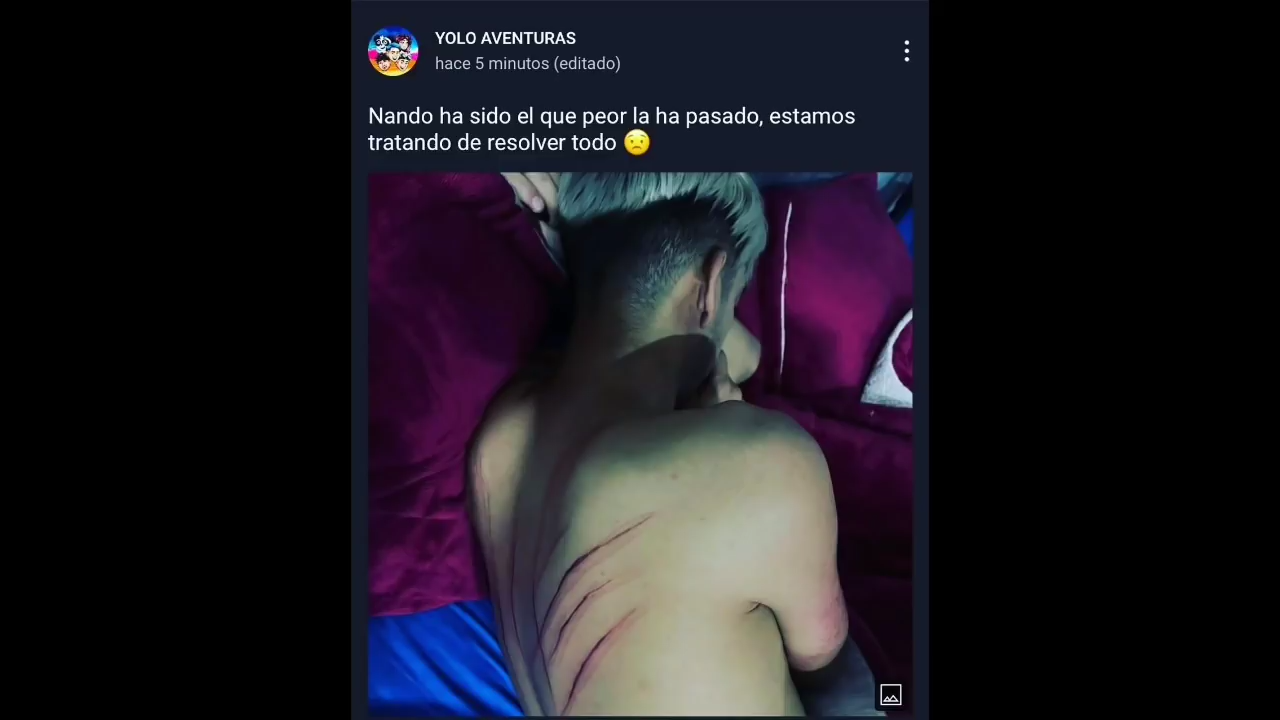 YOLO AVENTURAS
hace 5 minutos (editado)
Nando ha sido el que peor la ha pasado, estamos
tratando de resolver todo 😟